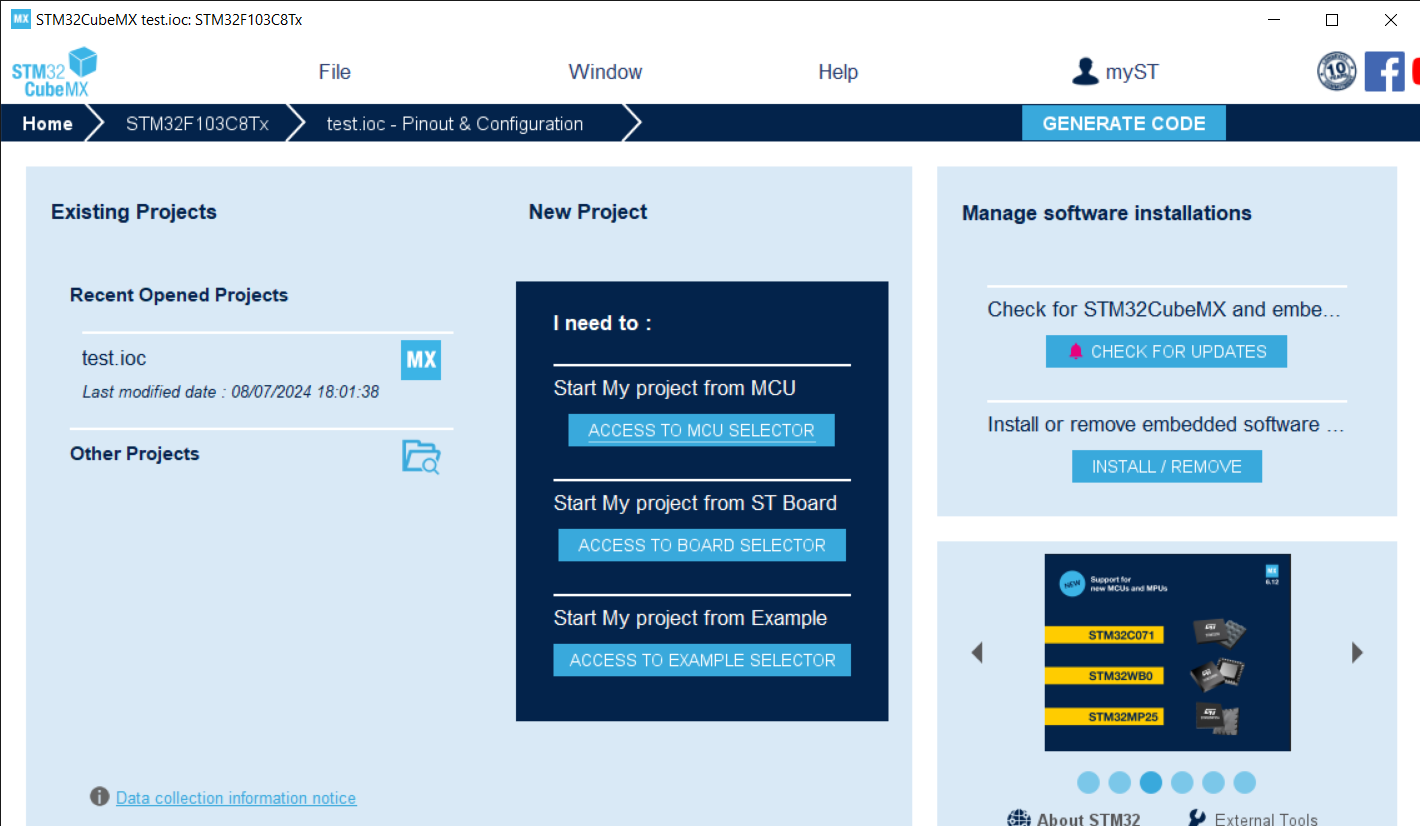 MX STM32CubeMX test.ioc: STM32F103C8Tx
STM32
CubeMX
File
Window
Help
myST
10
Home
STM32F103C8Tx
test.ioc - Pinout & Configuration
GENERATE CODE
Existing Projects
Recent Opened Projects
test.ioc
MX
Last modified date : 08/07/2024 18:01:38
Other Projects
Data collection information notice
New Project
I need to :
Start My project from MCU
ACCESS TO MCU SELECTOR
Start My project from ST Board
ACCESS TO BOARD SELECTOR
Start My project from Example
ACCESS TO EXAMPLE SELECTOR
Manage software installations
Check for STM32CubeMX and embe...
CHECK FOR UPDATES
Install or remove embedded software ...
INSTALL / REMOVE
NEW
Support for
new MCUs and MPUs
MX
6.12
STM32C071
STM32WB0
STM32MP25
About STM32
External Tools